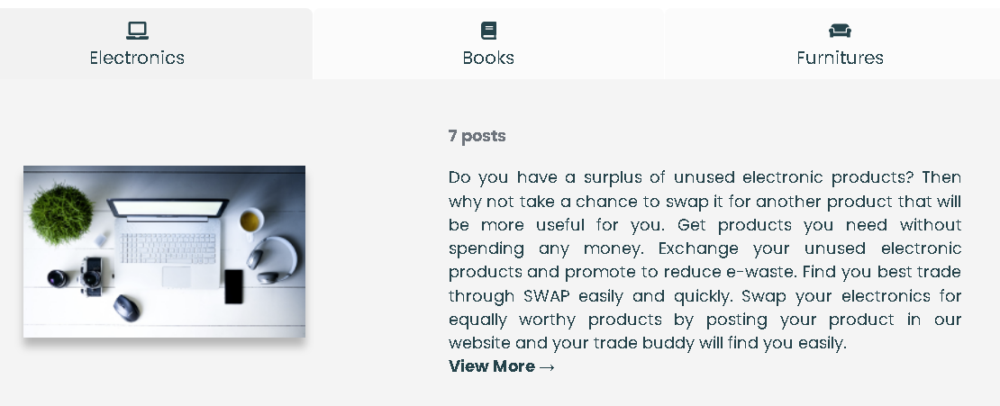 Electronics
Books
Furnitures
7 posts
Do you have a surplus of unused electronic products? Then
why not take a chance to swap it for another product that will
be more useful for you. Get products you need without
spending any money. Exchange your unused electronic
products and promote to reduce e-waste. Find you best trade
through SWAP easily and quickly. Swap your electronics for
equally worthy products by posting your product in our
website and your trade buddy will find you easily.
View More →